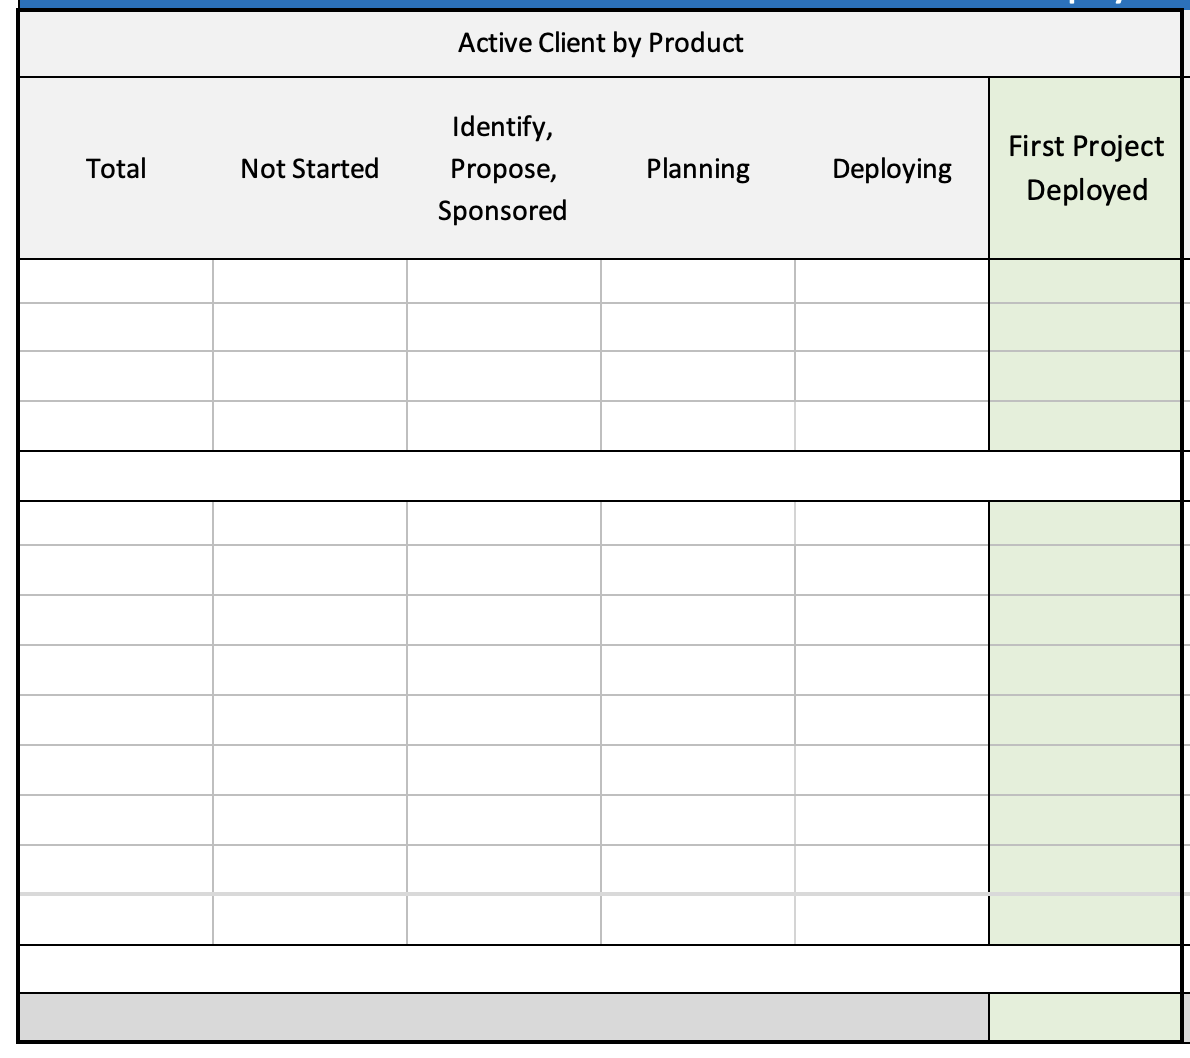 Active Client by Product
Total
Not Started
Identify,
Propose,
Sponsored
Planning
Deploying
First Project
Deployed